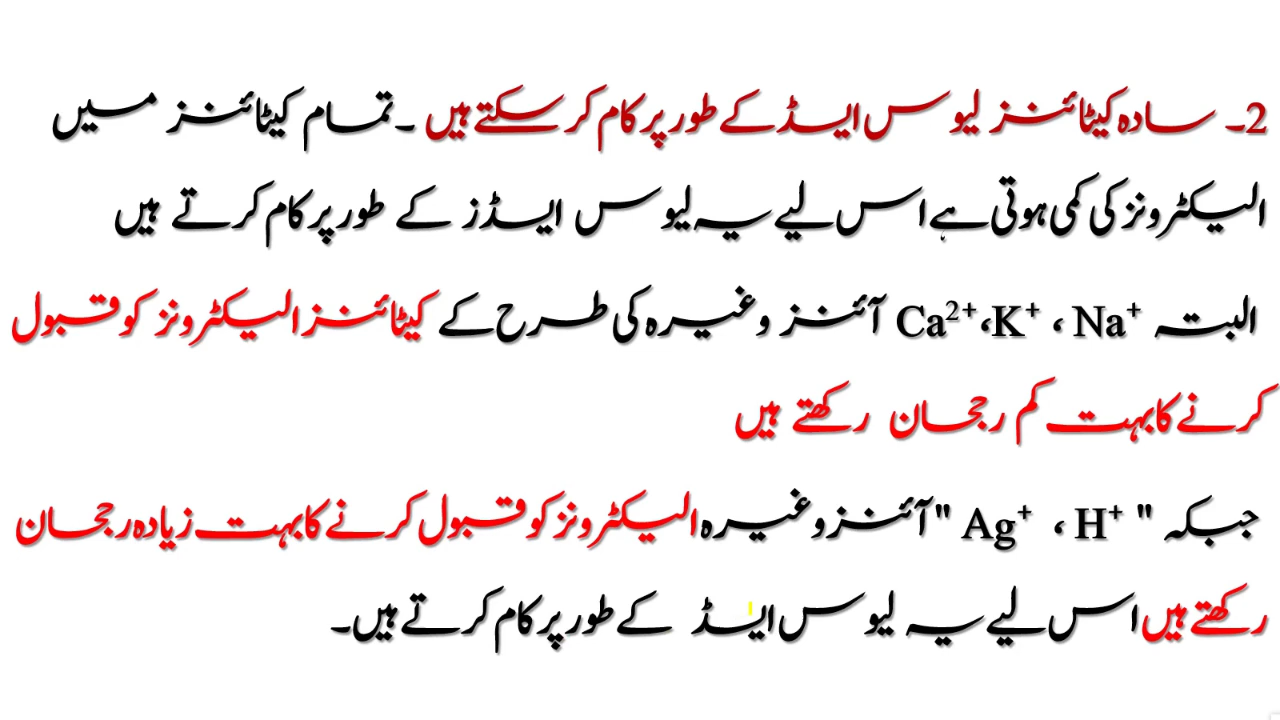 2۔ سادہ کیٹائنز لیوس ایسڈ کے طور پر کام کر سکتے ہیں ۔تمام کیٹائنز میں
الیکٹرونز کی کمی ہوتی ہے اس لیے یہ لیوس ایسڈز کے طور پر کام کرتے ہیں
البتہ Na⁺ ، K⁺، Ca²⁺ آئنز وغیرہ کی طرح کے کیٹائنز الیکٹرونز کو قبول
کرنے کا بہت کم رجحان رکھتے ہیں
جبکہ " H⁺ ، Ag⁺ "آئنز وغیرہ الیکٹرونز کو قبول کرنے کا بہت زیادہ رجحان
رکھتے ہیں اس لیے یہ لیوس ایسڈ کے طور پر کام کرتے ہیں۔